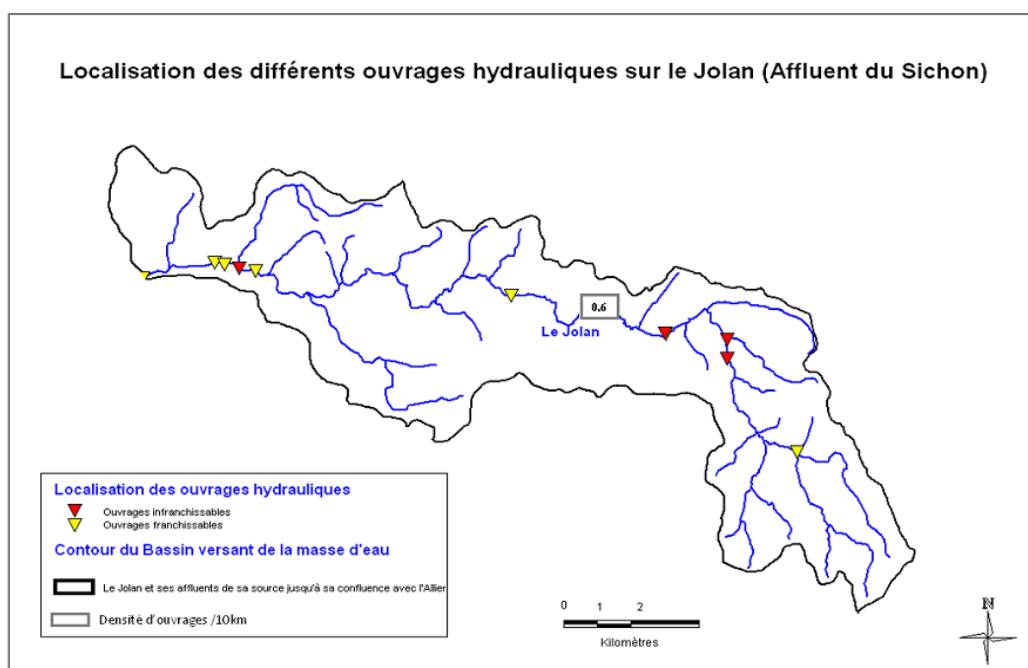 Localisation des différents ouvrages hydrauliques sur le Jolan (Affluent du Sichon)
0.6
Le Jolan
Localisation des ouvrages hydrauliques
Ouvrages infranchissables
Ouvrages franchissables
Contour du Bassin versant de la masse d'eau
Le Jolan et ses affluents de sa source jusqu'à sa confluence avec l'Allier
Densité d'ouvrages /10km
0 1 2
Kilomètres
N